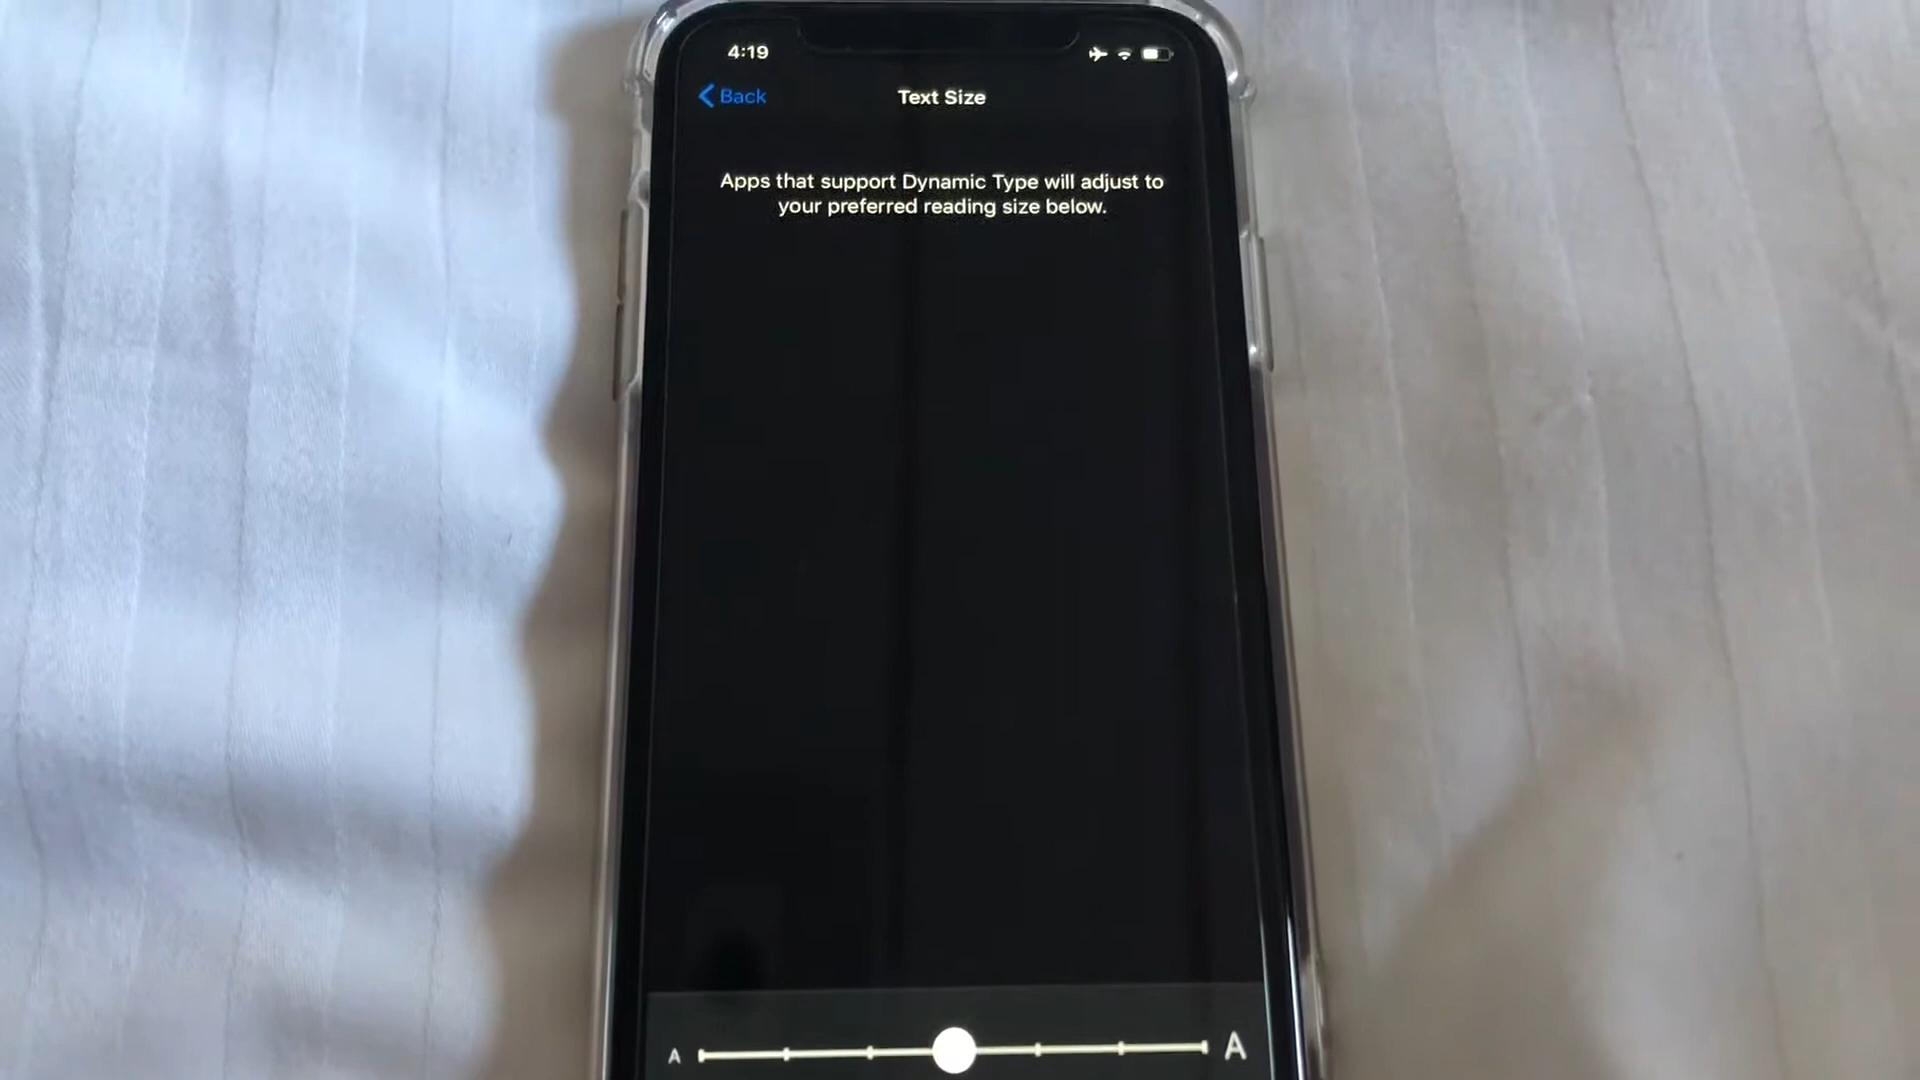 4:19
Back
Text Size
Apps that support Dynamic Type will adjust to
your preferred reading size below.
A
A